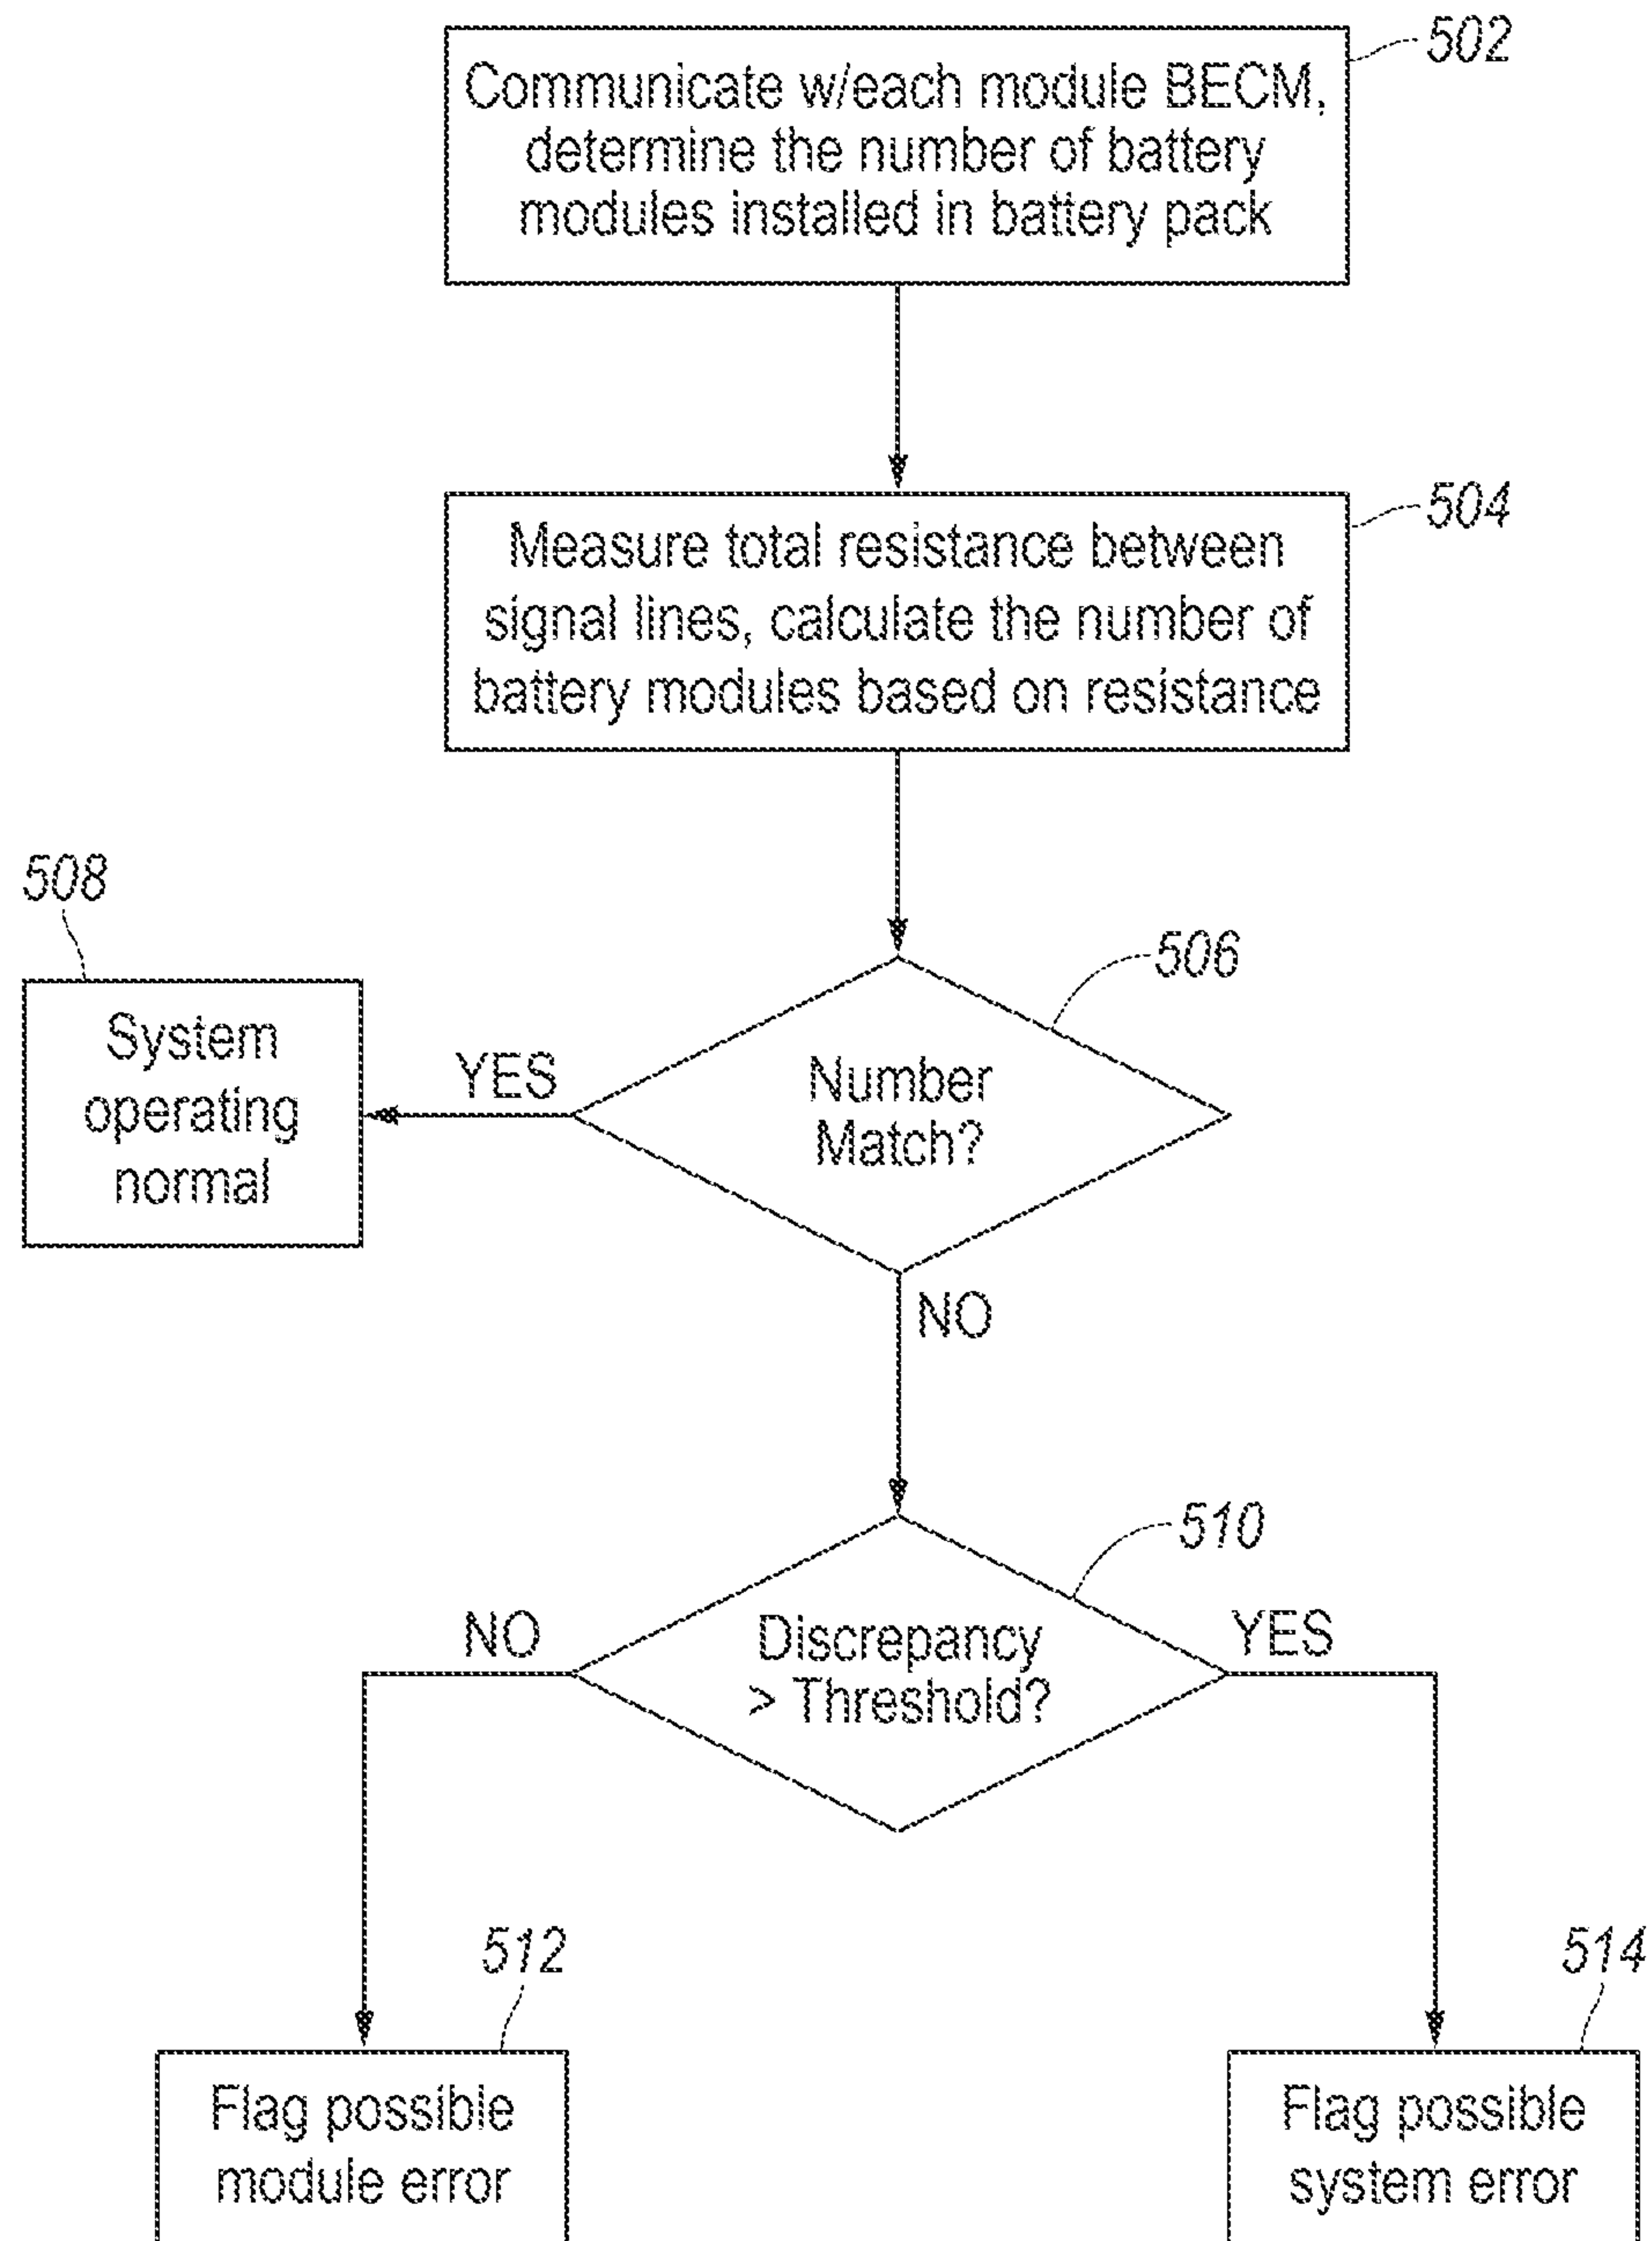 502
Communicate w/each module BECM,
determine the number of battery
modules installed in battery pack
504
Measure total resistance between
signal lines, calculate the number of
battery modules based on resistance
508
506
System
operating
normal
YES
Number
Match?
NO
510
NO
Discrepancy
> Threshold?
YES
512
514
Flag possible
module error
Flag possible
system error